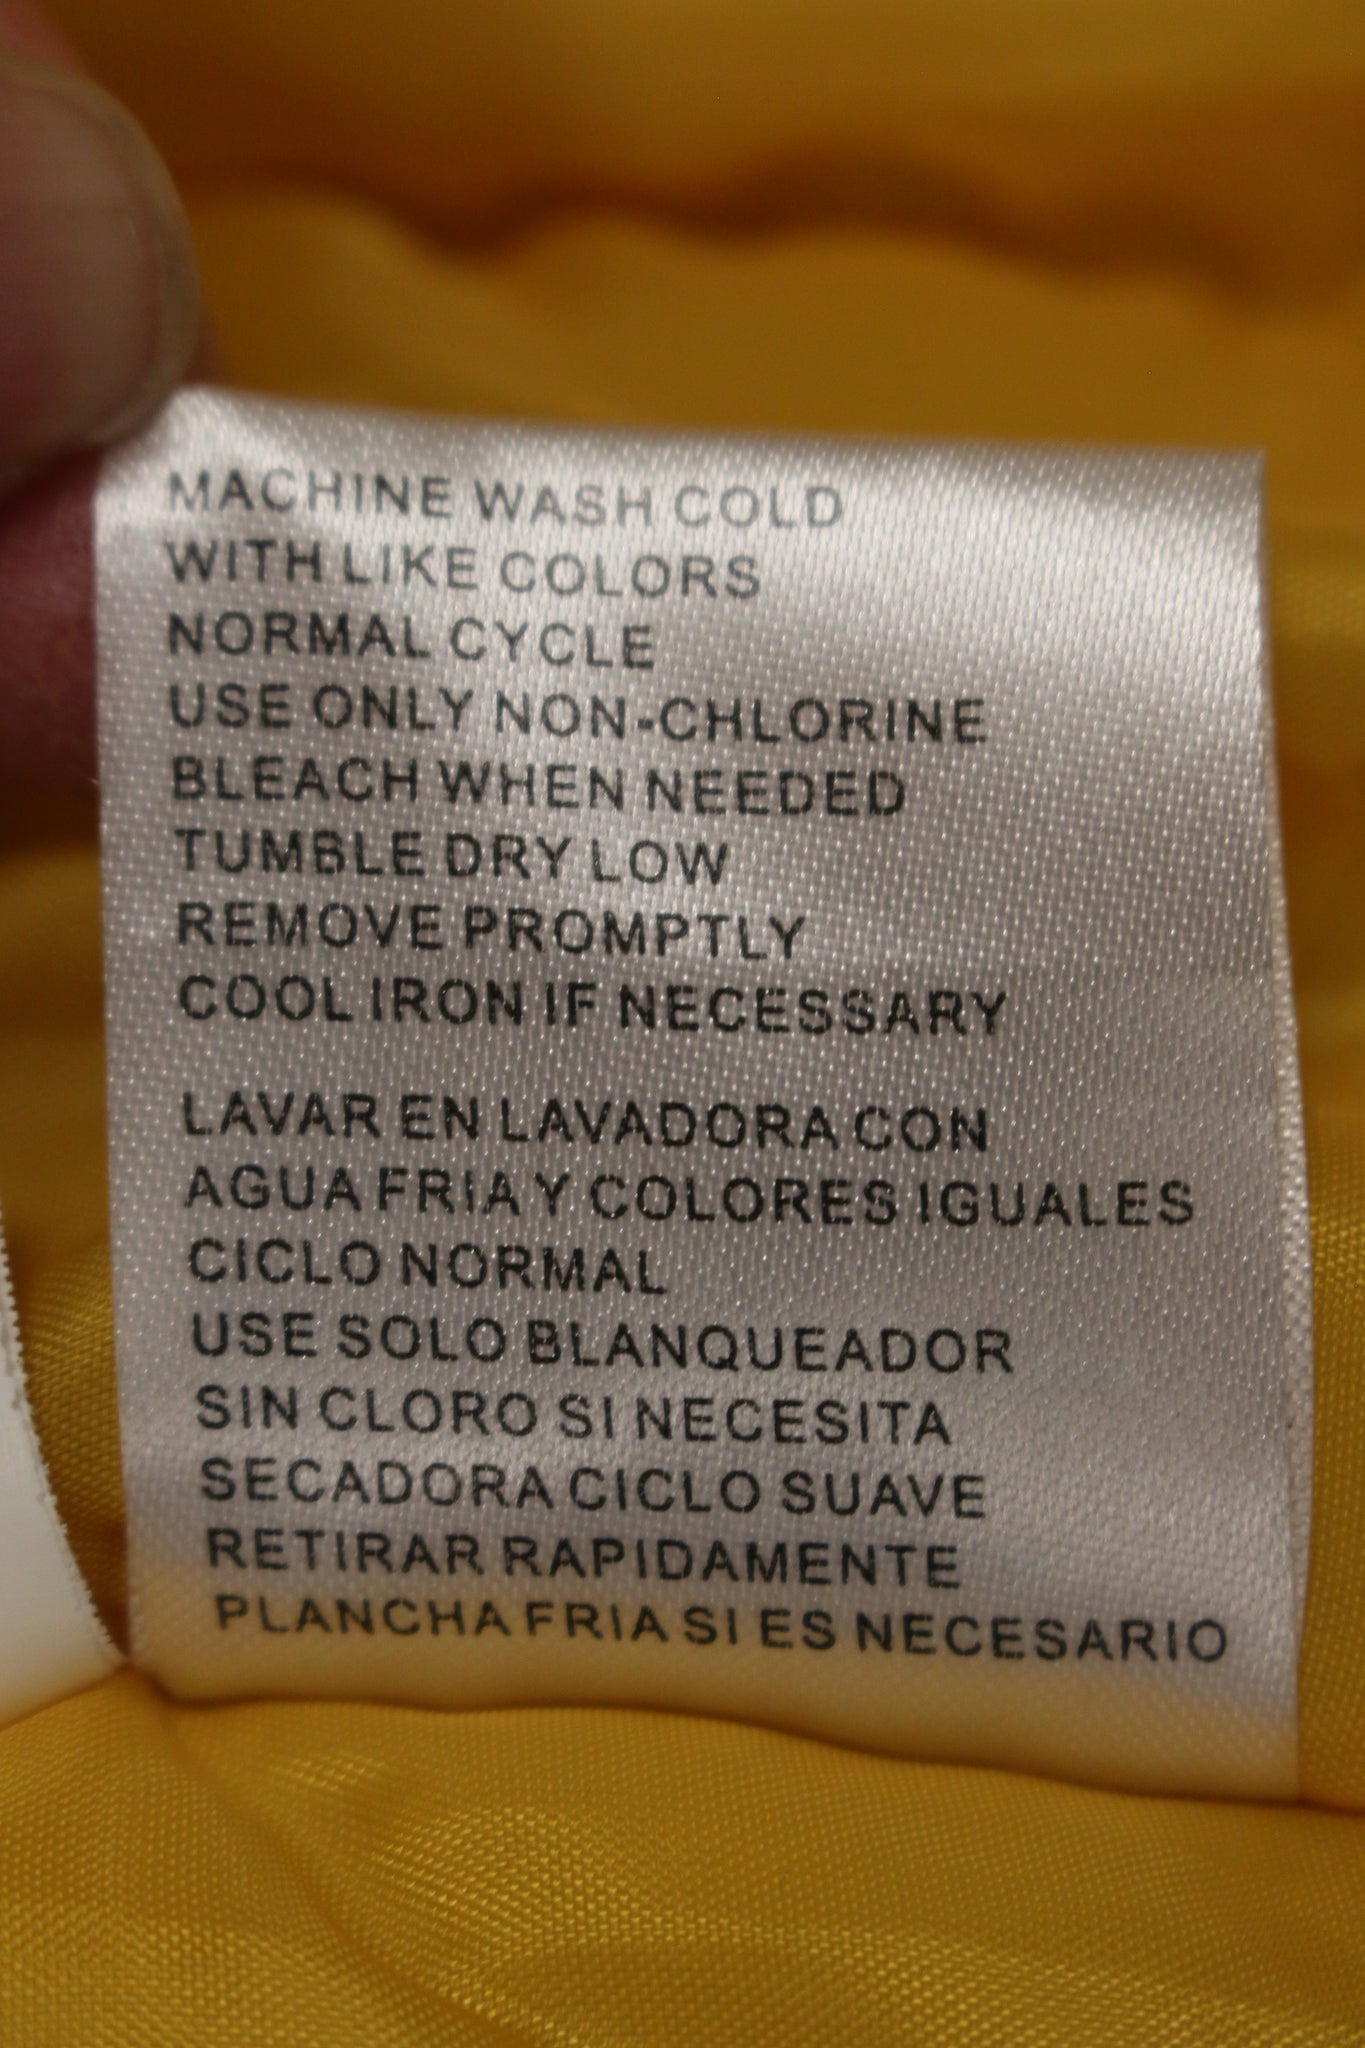 MACHINE WASH COLD
WITH LIKE COLORS
NORMAL CYCLE
USE ONLY NON-CHLORINE
BLEACH WHEN NEEDED
TUMBLE DRY LOW
REMOVE PROMPTLY
COOL IRON IF NECESSARY
LAVAR EN LAVADORA CON
AGUA FRIA Y COLORES IGUALES
CICLO NORMAL
USE SOLO BLANQUEADOR
SIN CLORO SI NECESITA
SECADORA CICLO SUAVE
RETIRAR RAPIDAMENTE
PLANCHA FRIA SI ES NECESARIO